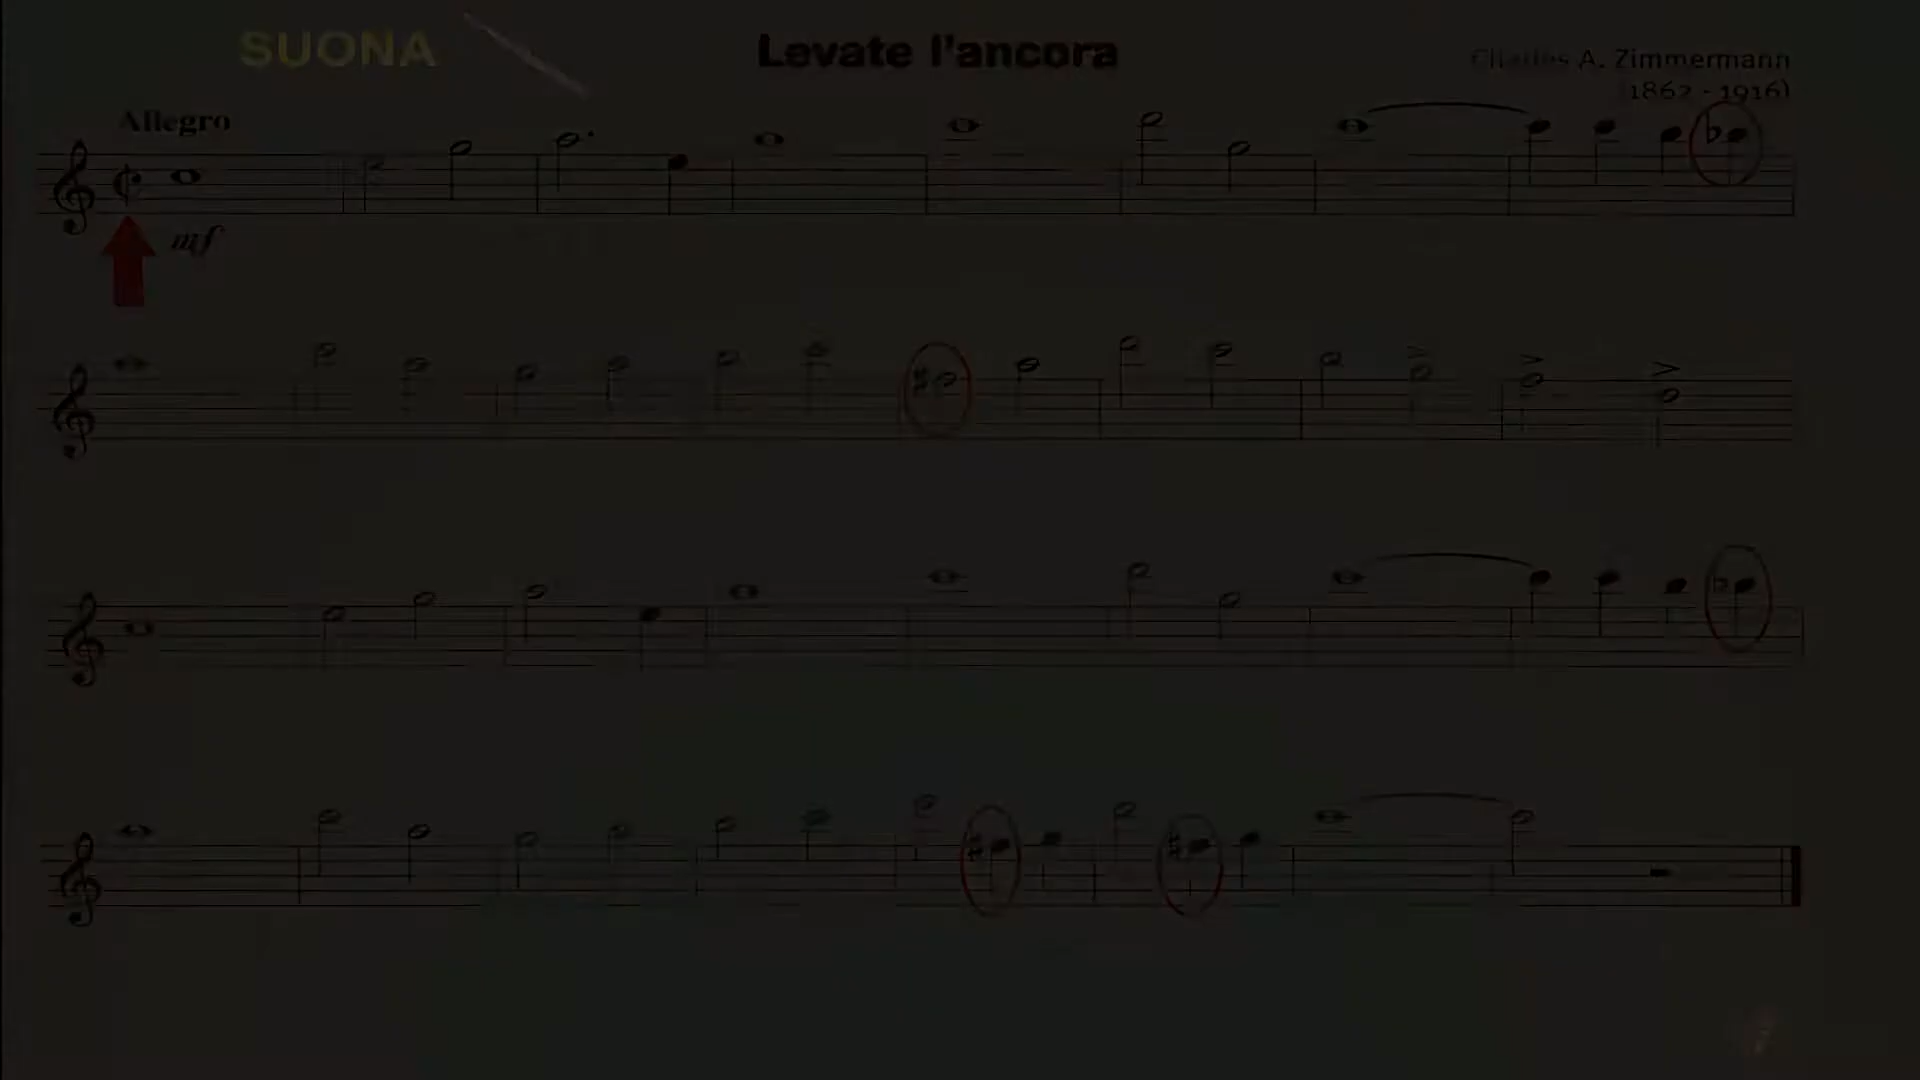 SUONA
Levate l'ancora
Charles A. Zimmermann
(1862 - 1916)
Allegro
mf